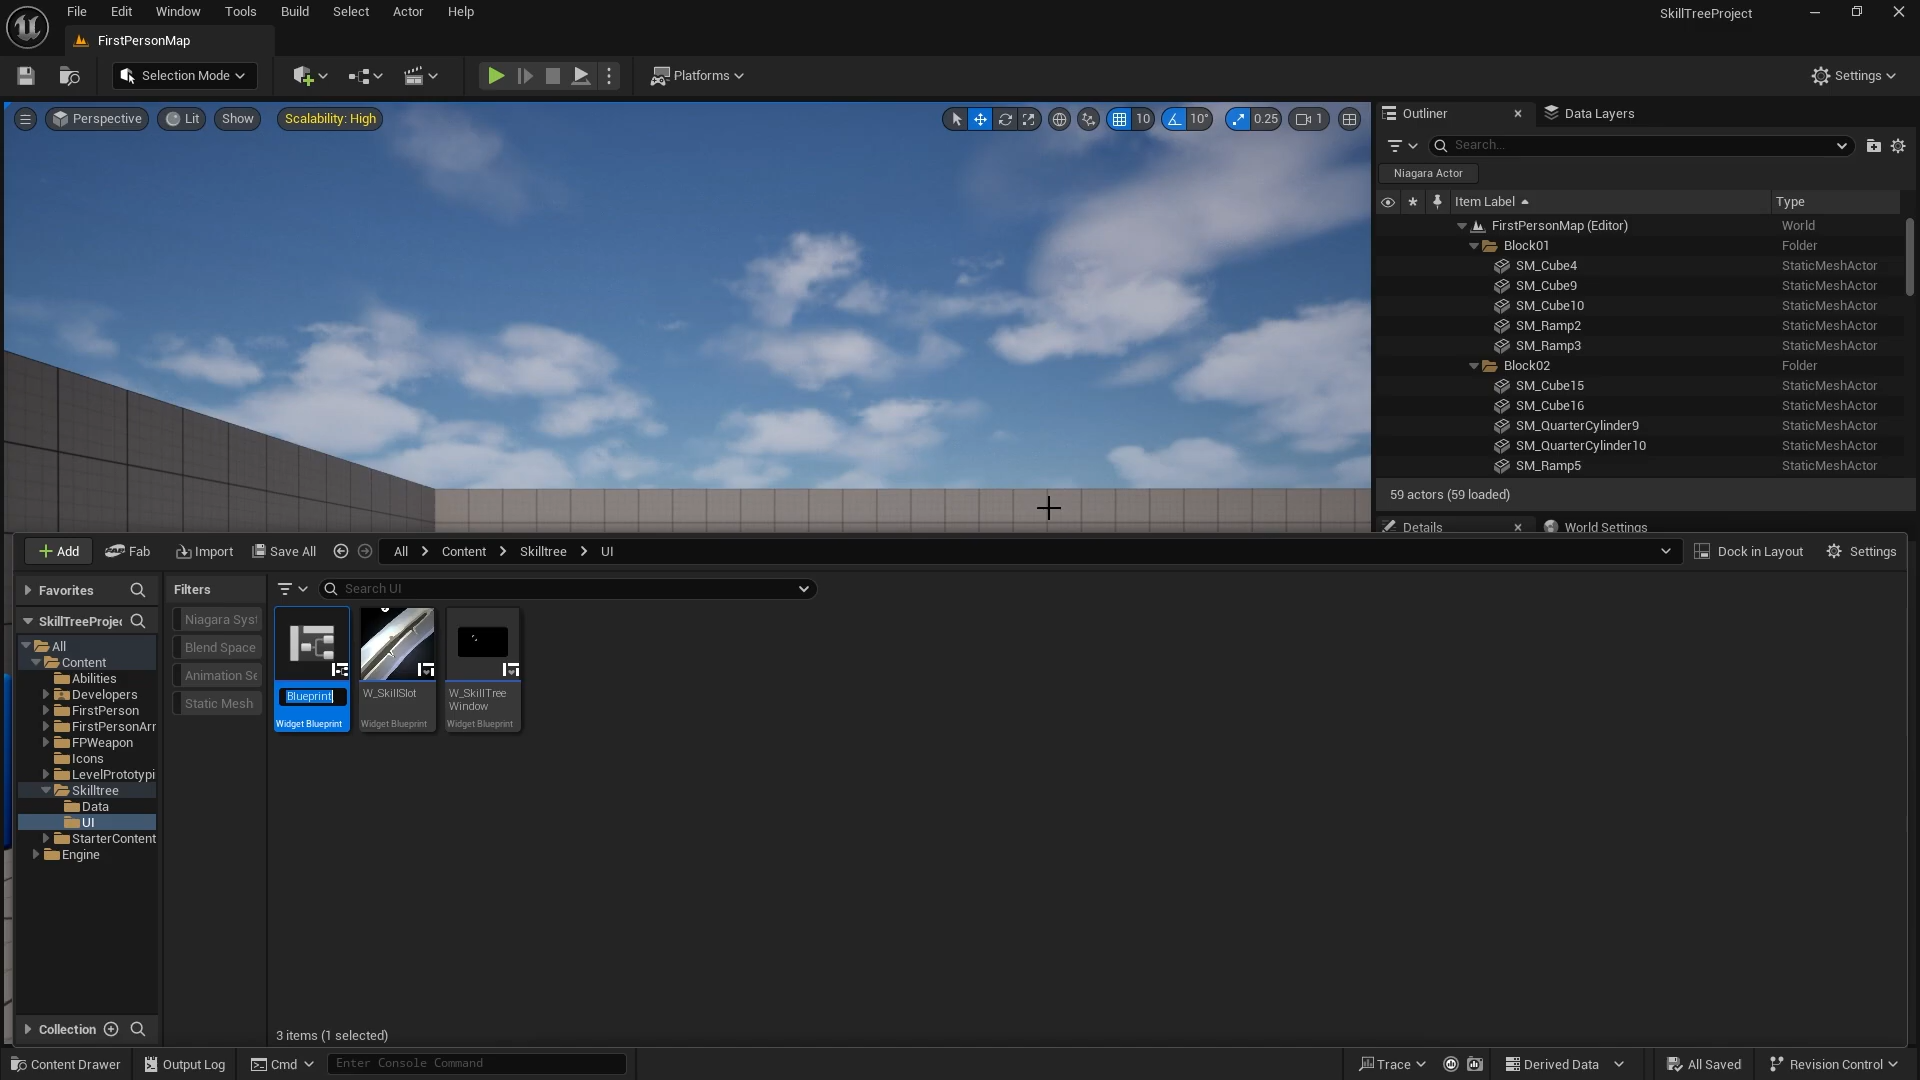 File Edit Window Tools Build Select Actor Help
SkillTreeProject
FirstPersonMap
Selection Mode
Platforms
Settings
Perspective Lit Show Scalability: High
10 10° 0.25 1
Outliner Data Layers
Search...
Niagara Actor
Item Label Type
FirstPersonMap (Editor) World
Block01 Folder
SM_Cube4 StaticMeshActor
SM_Cube9 StaticMeshActor
SM_Cube10 StaticMeshActor
SM_Ramp2 StaticMeshActor
SM_Ramp3 StaticMeshActor
Block02 Folder
SM_Cube15 StaticMeshActor
SM_Cube16 StaticMeshActor
SM_QuarterCylinder9 StaticMeshActor
SM_QuarterCylinder10 StaticMeshActor
SM_Ramp5 StaticMeshActor
59 actors (59 loaded)
Details World Settings
Add Fab Import Save All All Content Skilltree UI Dock in Layout Settings
Favorites
SkillTreeProjec
All
Content
Abilities
Developers
FirstPerson
FirstPersonArr
FPWeapon
Icons
LevelPrototypi
Skilltree
Data
UI
StarterContent
Engine
Collection
Filters
Niagara Syst
Blend Space
Animation Se
Static Mesh
Search UI
Blueprint
Widget Blueprint
W_SkillSlot
Widget Blueprint
W_SkillTree
Window
Widget Blueprint
3 items (1 selected)
Content Drawer Output Log Cmd Enter Console Command Trace Derived Data All Saved Revision Control